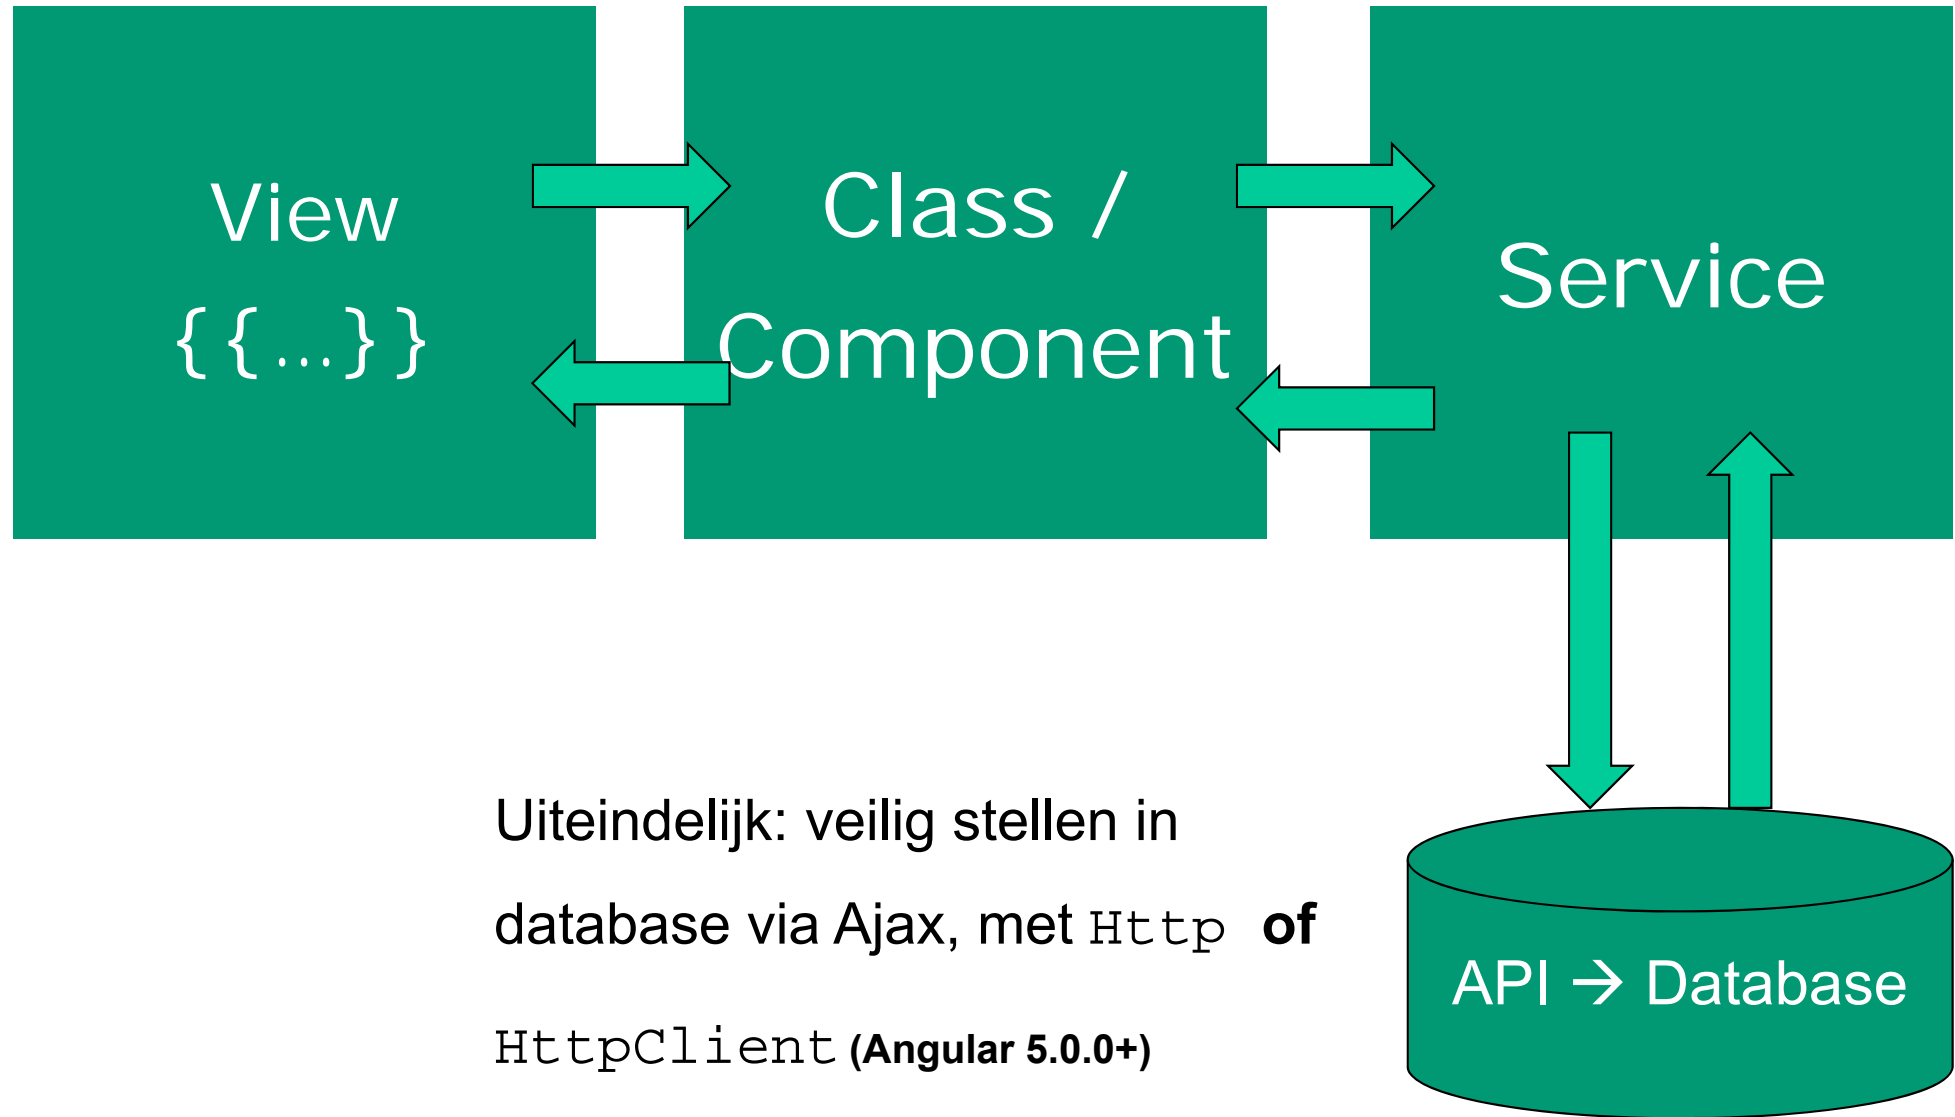 View
{{…}}
Class /
Component
Service
Uiteindelijk: veilig stellen in
database via Ajax, met Http of
HttpClient (Angular 5.0.0+)
API → Database